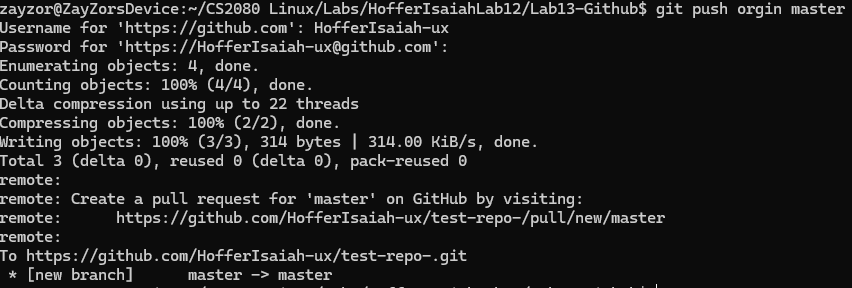 zayzor@ZayZorsDevice:~/CS2080 Linux/Labs/HofferIsaiahLab12/Lab13-Github$ git push orgin master
Username for 'https://github.com': HofferIsaiah-ux
Password for 'https://HofferIsaiah-ux@github.com':
Enumerating objects: 4, done.
Counting objects: 100% (4/4), done.
Delta compression using up to 22 threads
Compressing objects: 100% (2/2), done.
Writing objects: 100% (3/3), 314 bytes | 314.00 KiB/s, done.
Total 3 (delta 0), reused 0 (delta 0), pack-reused 0
remote:
remote: Create a pull request for 'master' on GitHub by visiting:
remote:      https://github.com/HofferIsaiah-ux/test-repo-/pull/new/master
remote:
To https://github.com/HofferIsaiah-ux/test-repo-.git
 * [new branch]      master -> master